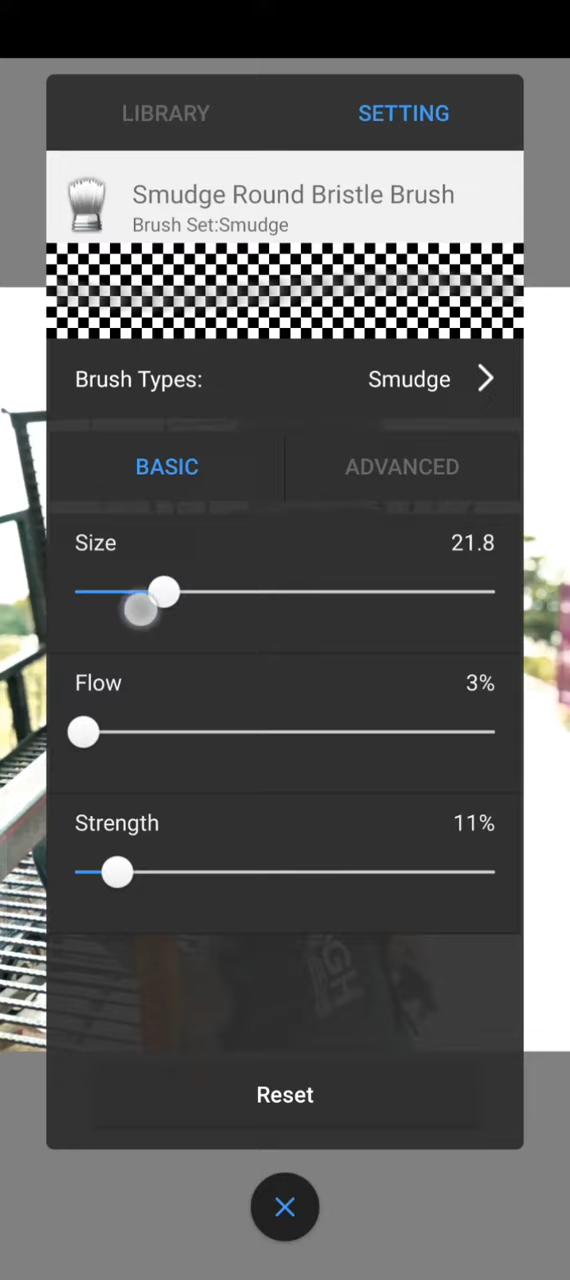 LIBRARY SETTING
Smudge Round Bristle Brush
Brush Set:Smudge
Brush Types: Smudge
BASIC ADVANCED
Size 21.8
Flow 3%
Strength 11%
Reset